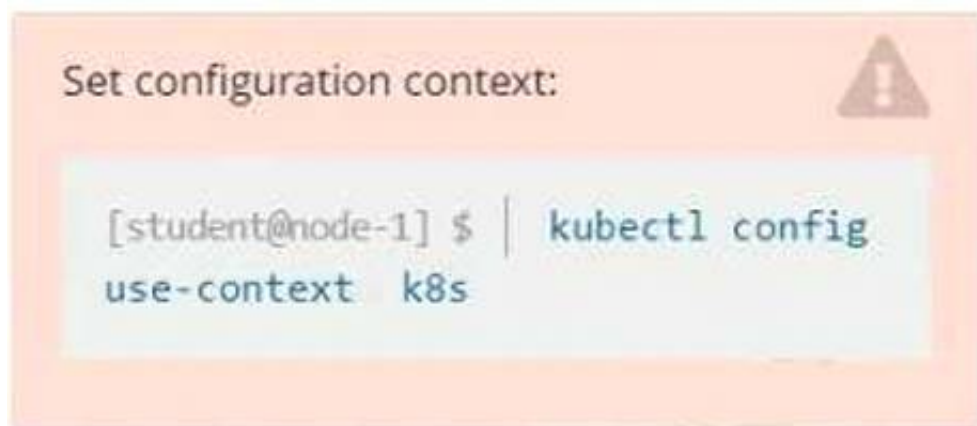 Set configuration context:
[student@node-1] $ | kubectl config
use-context k8s